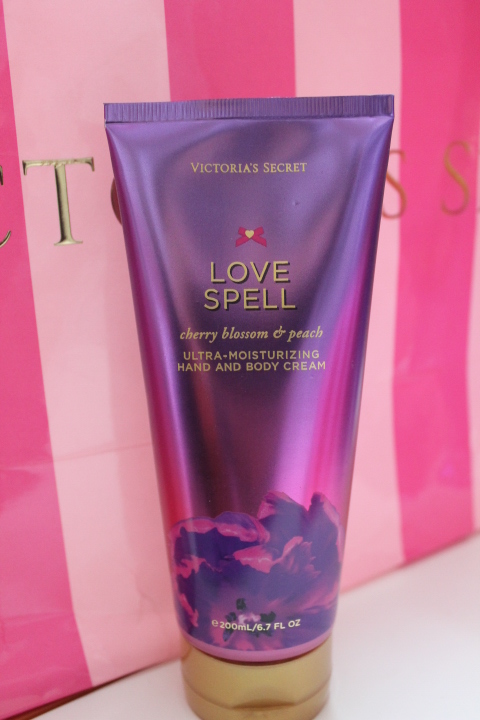 VICTORIA'S SECRET
LOVE
SPELL
cherry blossom & peach
ULTRA-MOISTURIZING
HAND AND BODY CREAM
℮200mL/6.7 FL OZ